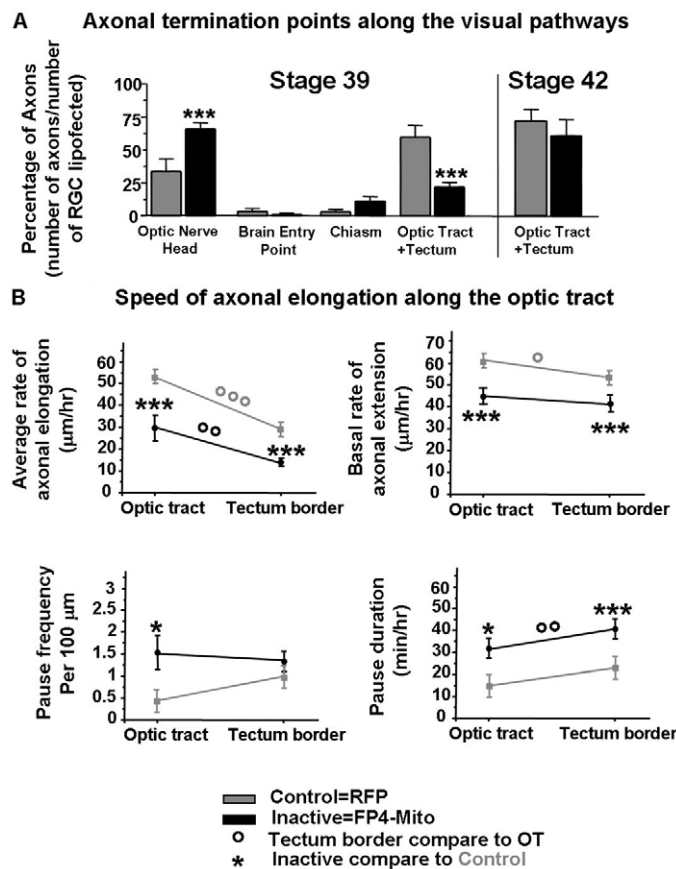 A Axonal termination points along the visual pathways
Percentage of Axons
(number of axons/number
of RGC lipofected)
100
75
50
25
0
Stage 39
Stage 42
***
***
Optic Nerve
Head
Brain Entry
Point
Chiasm
Optic Tract
+Tectum
Optic Tract
+Tectum
B Speed of axonal elongation along the optic tract
Average rate of
axonal elongation
(μm/hr)
60
50
40
30
20
10
0
***
***
Optic tract
Tectum border
Basal rate of
axonal extension
(μm/hr)
70
60
50
40
30
20
10
0
***
***
Optic tract
Tectum border
Pause frequency
Per 100 μm
3
2.5
2
1.5
1
0.5
0
*
Optic tract
Tectum border
Pause duration
(min/hr)
60
50
40
30
20
10
0
*
***
Optic tract
Tectum border
Control=RFP
Inactive=FP4-Mito
Tectum border compare to OT
* Inactive compare to Control